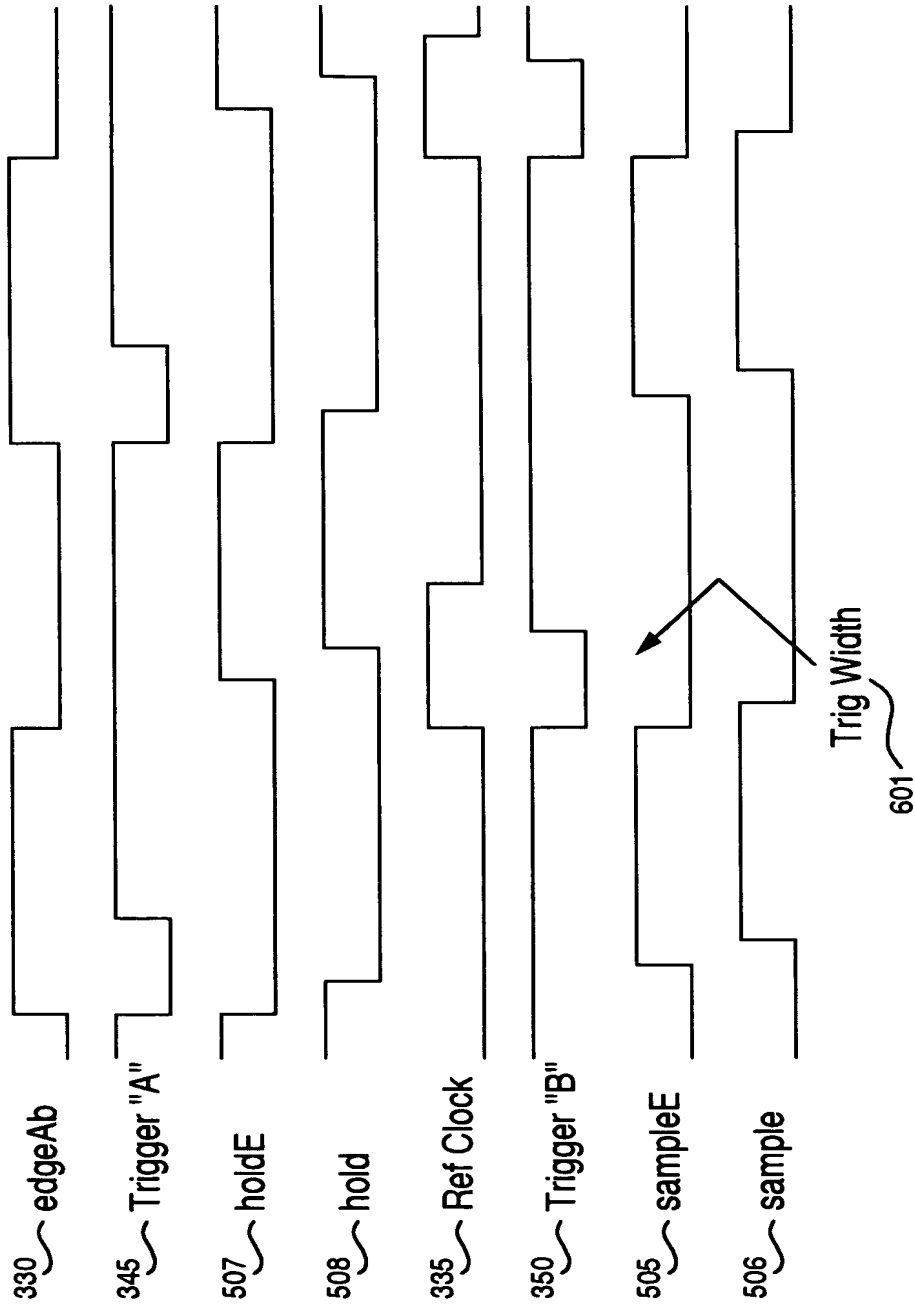 330 edgeAb
345 Trigger "A"
507 holdE
508 hold
335 Ref Clock
350 Trigger "B"
505 sampleE
506 sample
Trig Width
601